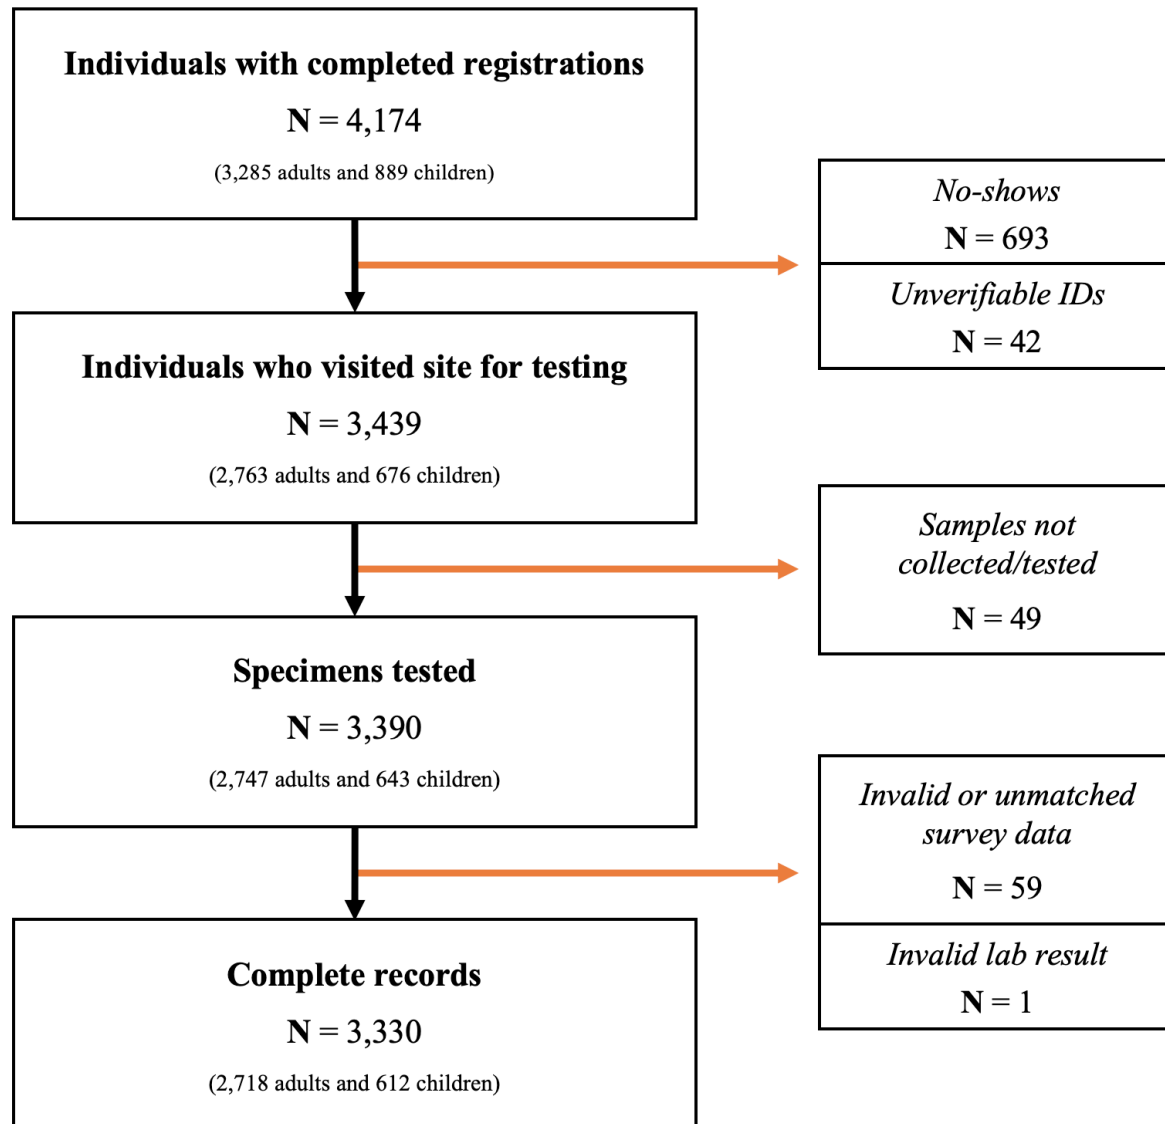 Individuals with completed registrations
N = 4,174
(3,285 adults and 889 children)
No-shows
N = 693
Unverifiable IDs
N = 42
Individuals who visited site for testing
N = 3,439
(2,763 adults and 676 children)
Samples not
collected/tested
N = 49
Specimens tested
N = 3,390
(2,747 adults and 643 children)
Invalid or unmatched
survey data
N = 59
Invalid lab result
N = 1
Complete records
N = 3,330
(2,718 adults and 612 children)